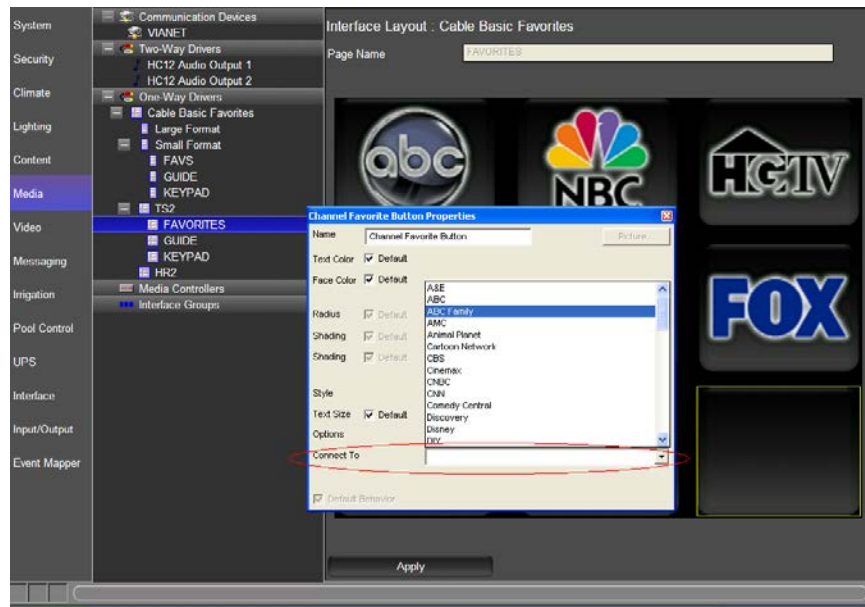 System
Security
Climate
Lighting
Content
Media
Video
Messaging
Irrigation
Pool Control
UPS
Interface
Input/Output
Event Mapper
Communication Devices
VIANET
Two-Way Drivers
HC12 Audio Output 1
HC12 Audio Output 2
One-Way Drivers
Cable Basic Favorites
Large Format
Small Format
FAVS
GUIDE
KEYPAD
TS2
FAVORITES
GUIDE
KEYPAD
HR2
Media Controllers
Interface Groups
Interface Layout : Cable Basic Favorites
Page Name
FAVORITES
abc
NBC
HGTV
FOX
Channel Favorite Button Properties
Name
Channel Favorite Button
Picture...
Text Color Default
Face Color Default
Radius Default
Shading Default
Shading Default
Style
Text Size Default
Options
Connect To
A&E
ABC
ABC Family
AMC
Animal Planet
Cartoon Network
CBS
Cinemax
CNBC
CNN
Comedy Central
Discovery
Disney
DIY
Default Behavior
Apply